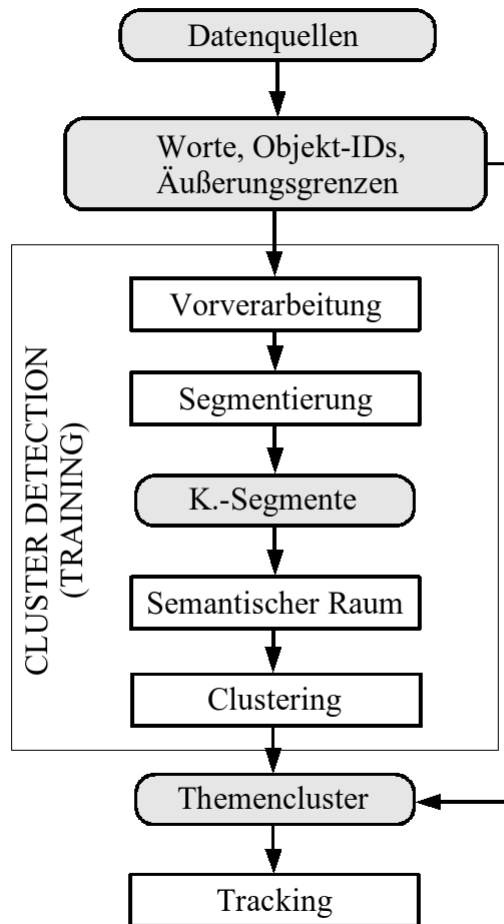 Datenquellen
Worte, Objekt-IDs,
Äußerungsgrenzen
CLUSTER DETECTION
(TRAINING)
Vorverarbeitung
Segmentierung
K.-Segmente
Semantischer Raum
Clustering
Themencluster
Tracking